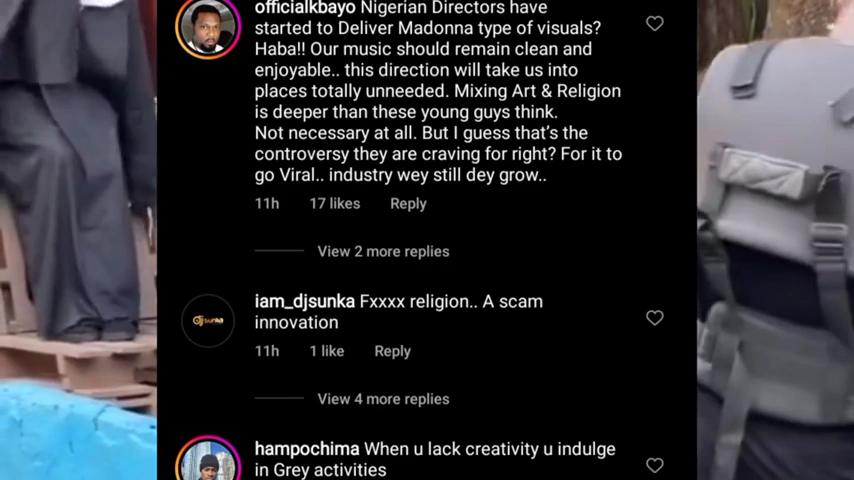 officialkbayo Nigerian Directors have
started to Deliver Madonna type of visuals?
Haba!! Our music should remain clean and
enjoyable.. this direction will take us into
places totally unneeded. Mixing Art & Religion
is deeper than these young guys think.
Not necessary at all. But I guess that's the
controversy they are craving for right? For it to
go Viral.. industry wey still dey grow..
11h 17 likes Reply
View 2 more replies
iam_djsunka Fxxxx religion.. A scam
innovation
djsunka
11h 1 like Reply
View 4 more replies
hampochima When u lack creativity u indulge
in Grey activities